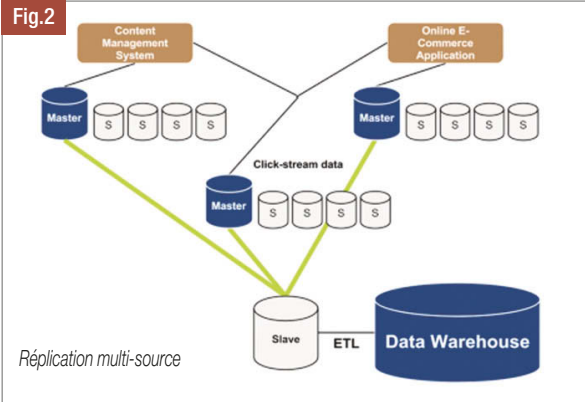 Fig.2
Content
Management
System
Online E-
Commerce
Application
Master
S S S S
Master
S S S S
Click-stream data
Master
S S S S
Slave
ETL
Data Warehouse
Réplication multi-source